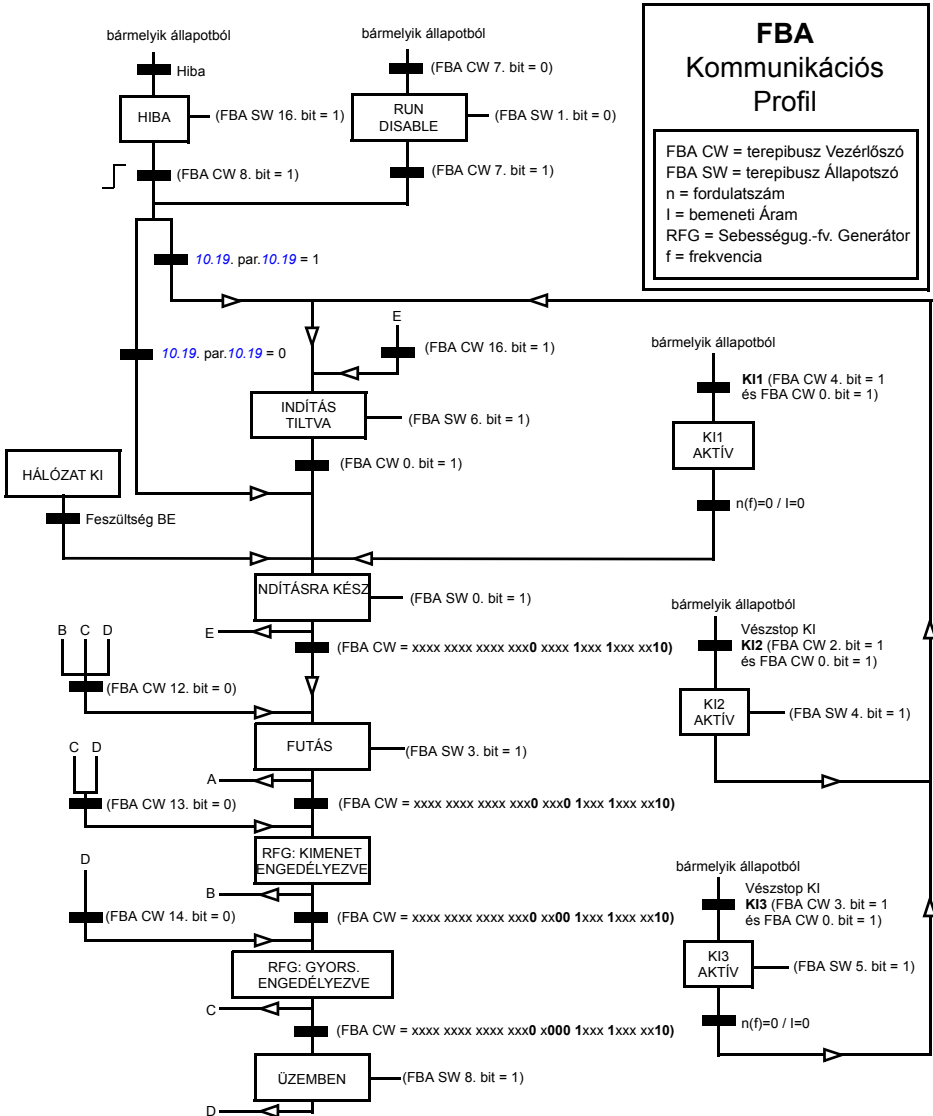 bármelyik állapotból
bármelyik állapotból
Hiba
(FBA CW 7. bit = 0)
HIBA
(FBA SW 16. bit = 1)
RUN
DISABLE
(FBA SW 1. bit = 0)
(FBA CW 8. bit = 1)
(FBA CW 7. bit = 1)
FBA
Kommunikációs
Profil
FBA CW = terepibusz Vezérlőszó
FBA SW = terepibusz Állapotszó
n = fordulatszám
I = bemeneti Áram
RFG = Sebességug.-fv. Generátor
f = frekvencia
10.19. par.10.19 = 1
E
(FBA CW 16. bit = 1)
10.19. par.10.19 = 0
bármelyik állapotból
KI1 (FBA CW 4. bit = 1
és FBA CW 0. bit = 1)
INDÍTÁS
TILTVA
(FBA SW 6. bit = 1)
KI1
AKTÍV
(FBA CW 0. bit = 1)
HÁLÓZAT KI
n(f)=0 / I=0
Feszültség BE
NDÍTÁSRA KÉSZ
(FBA SW 0. bit = 1)
bármelyik állapotból
B C D
E
(FBA CW = xxxx xxxx xxxx xxx0 xxxx 1xxx 1xxx xx10)
Vészstop KI
KI2 (FBA CW 2. bit = 1
és FBA CW 0. bit = 1)
(FBA CW 12. bit = 0)
KI2
AKTÍV
(FBA SW 4. bit = 1)
FUTÁS
(FBA SW 3. bit = 1)
C D
A
(FBA CW 13. bit = 0)
(FBA CW = xxxx xxxx xxxx xxx0 xxx0 1xxx 1xxx xx10)
RFG: KIMENET
ENGEDÉLYEZVE
D
B
bármelyik állapotból
Vészstop KI
KI3 (FBA CW 3. bit = 1
és FBA CW 0. bit = 1)
(FBA CW 14. bit = 0)
(FBA CW = xxxx xxxx xxxx xxx0 xx00 1xxx 1xxx xx10)
RFG: GYORS.
ENGEDÉLYEZVE
KI3
AKTÍV
(FBA SW 5. bit = 1)
C
(FBA CW = xxxx xxxx xxxx xxx0 x000 1xxx 1xxx xx10)
n(f)=0 / I=0
ÜZEMBEN
(FBA SW 8. bit = 1)
D